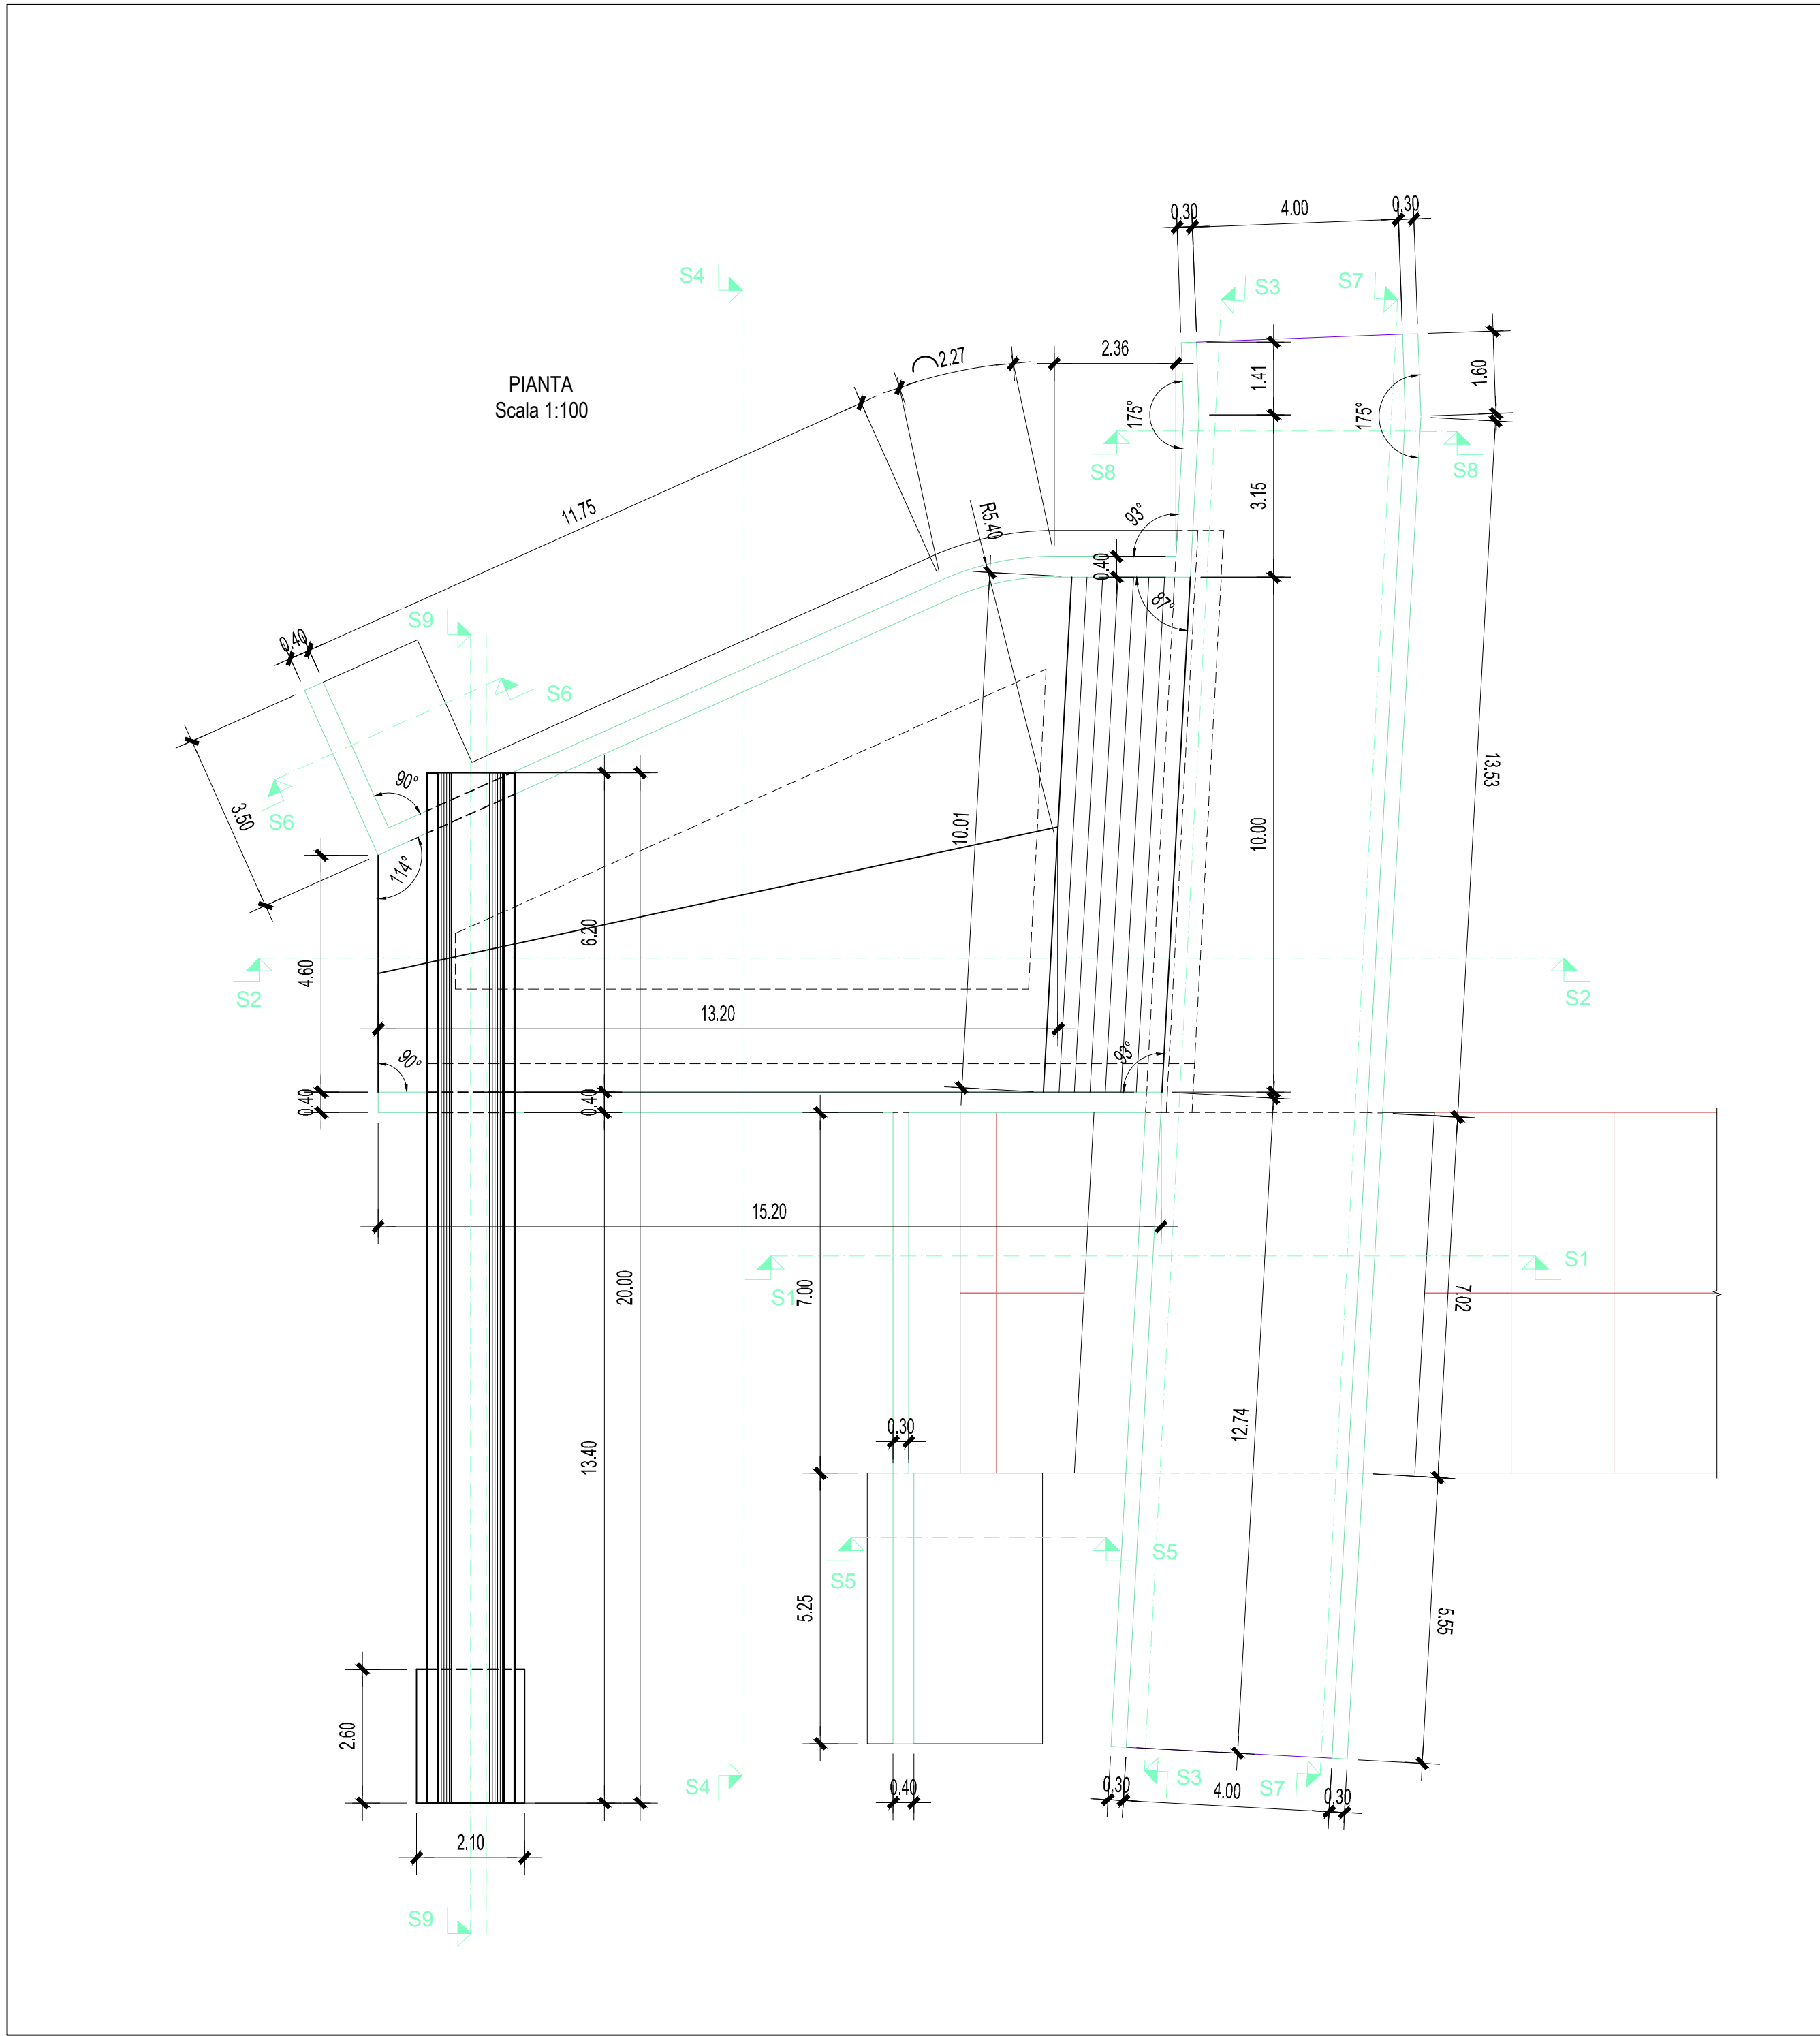 0.30
4.00
0.30
S4
S3
S7
2.27
2.36
1.41
1.60
PIANTA
Scala 1:100
175°
175°
S8
S8
11.75
3.15
R5.40
93°
0.40
87°
S9
0.40
S6
13.53
90°
S6
3.50
10.01
10.00
114°
6.20
4.60
S2
S2
13.20
90°
93°
0.40
0.40
15.20
S1
20.00
7.00
S1
7.02
0.30
12.74
13.40
S5
S5
5.25
5.55
2.60
S4
0.40
0.30
S3
4.00
S7
0.30
2.10
S9